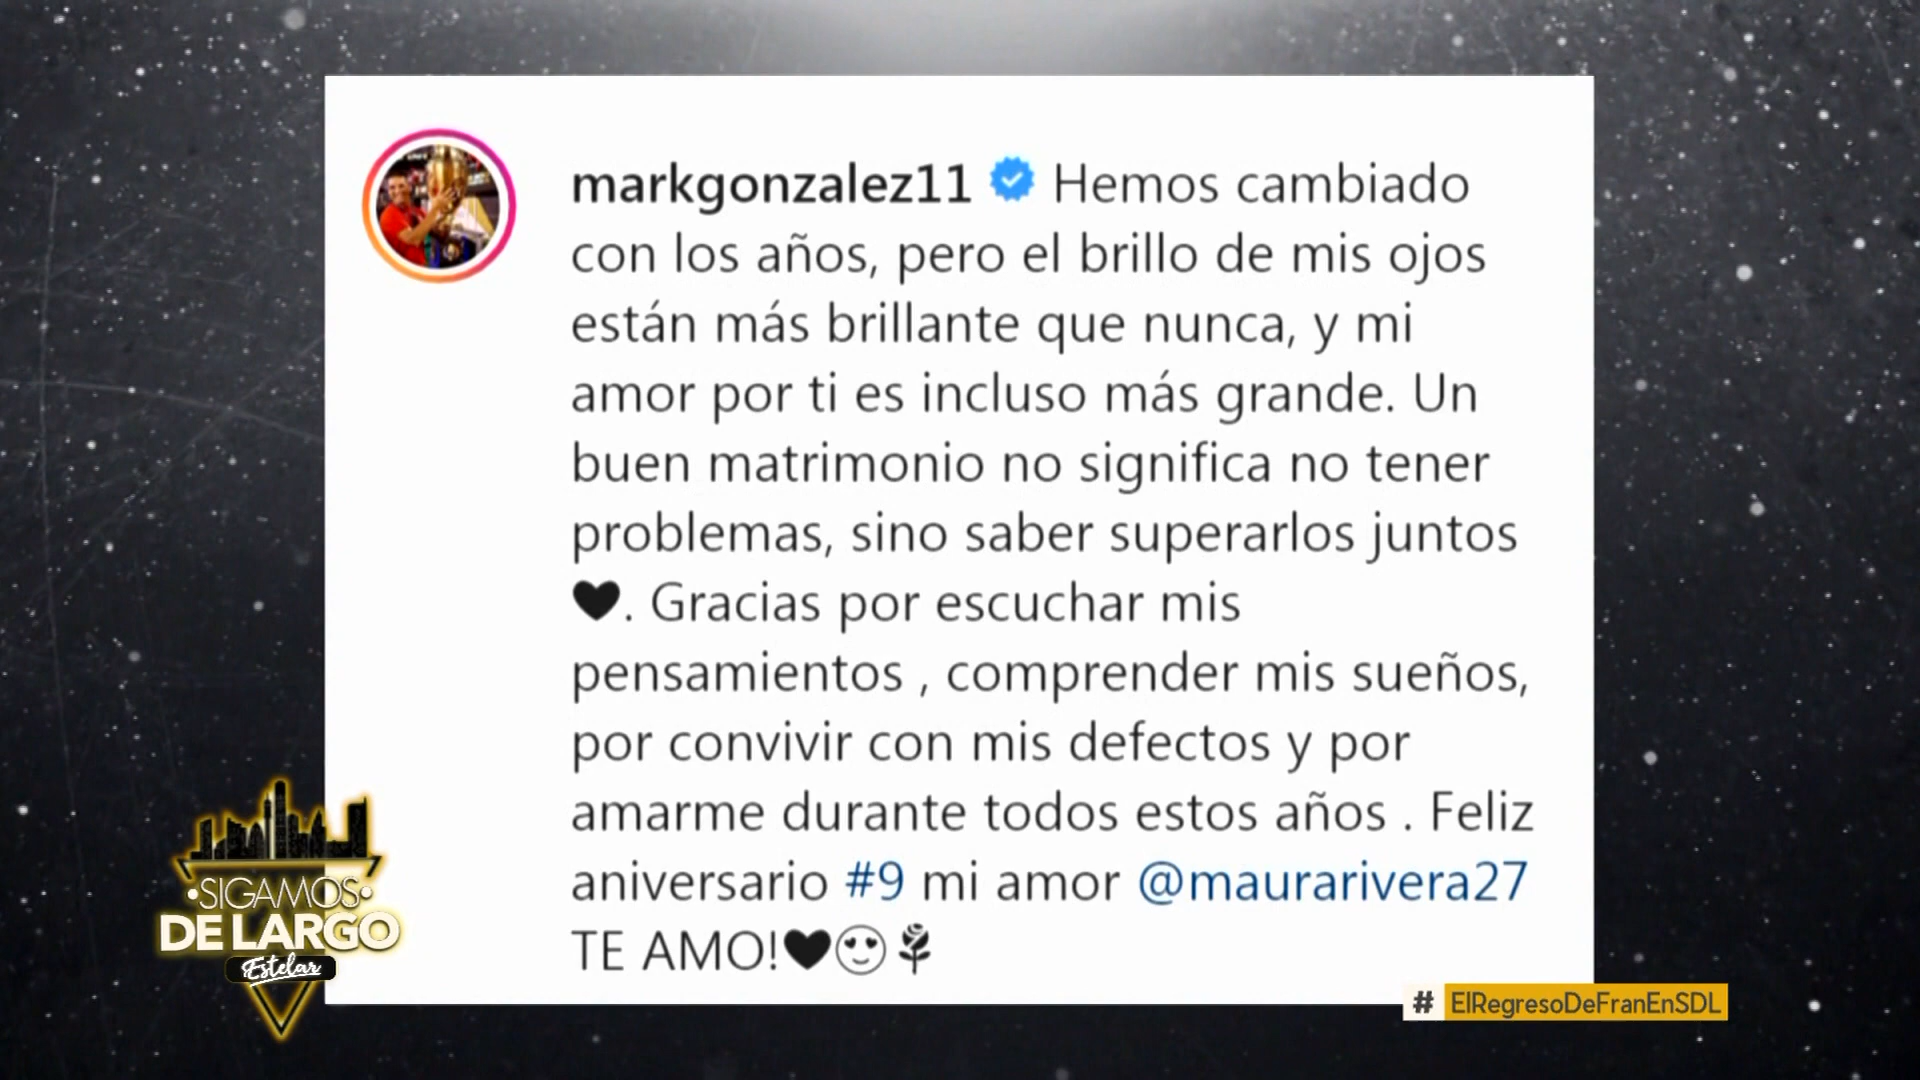 markgonzalez11 Hemos cambiado
con los años, pero el brillo de mis ojos
están más brillante que nunca, y mi
amor por ti es incluso más grande. Un
buen matrimonio no significa no tener
problemas, sino saber superarlos juntos
🖤. Gracias por escuchar mis
pensamientos , comprender mis sueños,
por convivir con mis defectos y por
amarme durante todos estos años . Feliz
aniversario #9 mi amor @maurarivera27
TE AMO!🖤😍🌹
•SIGAMOS•
DE LARGO
Estelar
# ElRegresoDeFranEnSDL